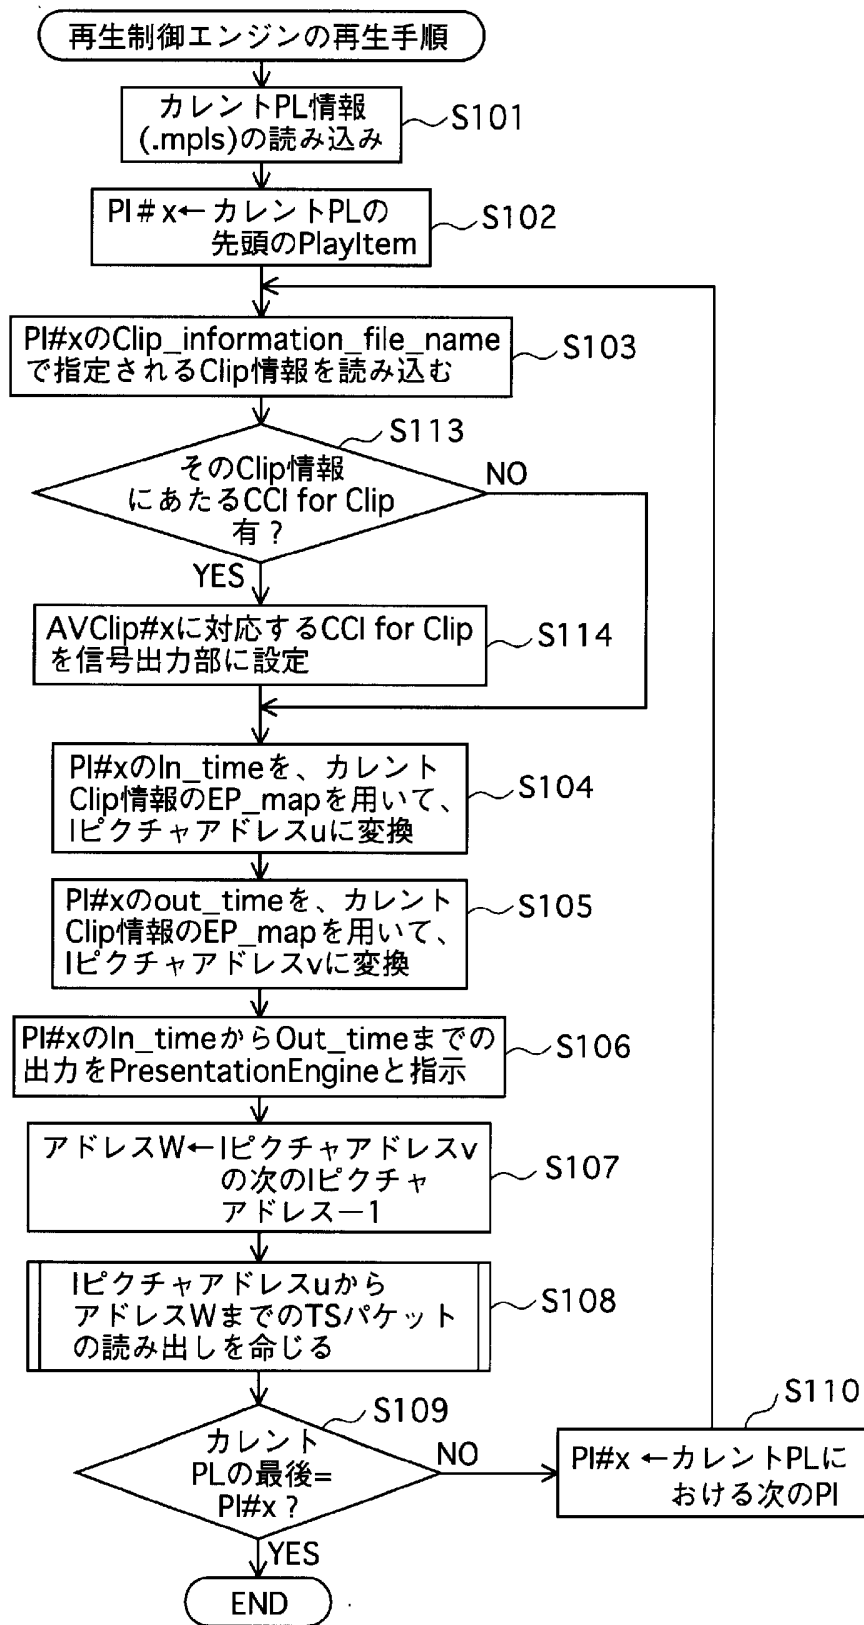 再生制御エンジンの再生手順
カレントPL情報
(.mpls)の読み込み
S101
PI#x←カレントPLの
先頭のPlayItem
S102
PI#xのClip_information_file_name
で指定されるClip情報を読み込む
S103
S113
そのClip情報
にあたるCCI for Clip
有?
NO
YES
AVClip#xに対応するCCI for Clip
を信号出力部に設定
S114
PI#xのIn_timeを、カレント
Clip情報のEP_mapを用いて、
Iピクチャアドレスuに変換
S104
PI#xのout_timeを、カレント
Clip情報のEP_mapを用いて、
Iピクチャアドレスvに変換
S105
PI#xのIn_timeからOut_timeまでの
出力をPresentationEngineと指示
S106
アドレスW←Iピクチャアドレスv
の次のIピクチャ
アドレス−1
S107
Iピクチャアドレスuから
アドレスWまでのTSパケット
の読み出しを命じる
S108
S109
カレント
PLの最後=
PI#x?
NO
YES
S110
PI#x ←カレントPLに
おける次のPI
END